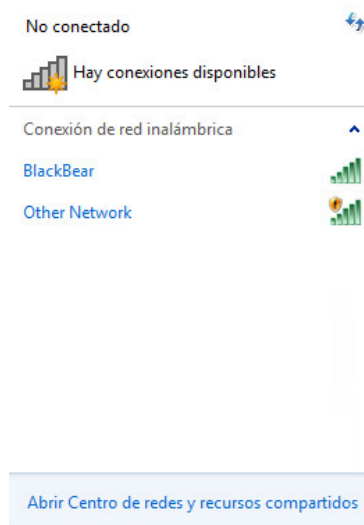 No conectado
Hay conexiones disponibles
Conexión de red inalámbrica
BlackBear
Other Network
Abrir Centro de redes y recursos compartidos